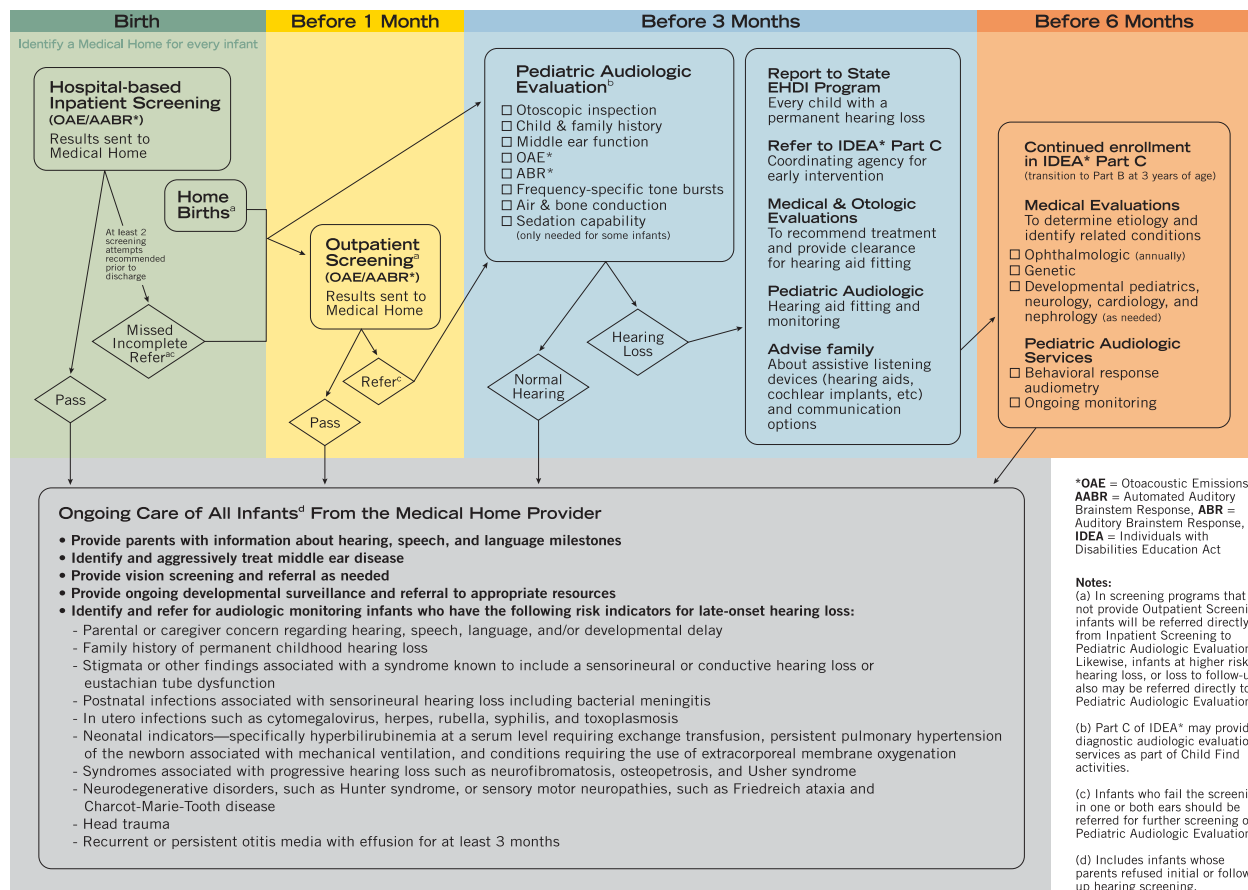 Birth
Before 1 Month
Before 3 Months
Before 6 Months
Identify a Medical Home for every infant
Hospital-based
Inpatient Screening
(OAE/AABR*)
Results sent to
Medical Home
Home
Birthsa
At least 2
screening
attempts
recommended
prior to
discharge
Missed
Incomplete
Referac
Pass
Outpatient
Screeninga
(OAE/AABR*)
Results sent to
Medical Home
Referc
Pass
Pediatric Audiologic
Evaluationb
☐ Otoscopic inspection
☐ Child & family history
☐ Middle ear function
☐ OAE*
☐ ABR*
☐ Frequency-specific tone bursts
☐ Air & bone conduction
☐ Sedation capability
(only needed for some infants)
Hearing
Loss
Normal
Hearing
Report to State
EHDI Program
Every child with a
permanent hearing loss
Refer to IDEA* Part C
Coordinating agency for
early intervention
Medical & Otologic
Evaluations
To recommend treatment
and provide clearance
for hearing aid fitting
Pediatric Audiologic
Hearing aid fitting and
monitoring
Advise family
About assistive listening
devices (hearing aids,
cochlear implants, etc)
and communication
options
Continued enrollment
in IDEA* Part C
(transition to Part B at 3 years of age)
Medical Evaluations
To determine etiology and
identify related conditions
☐ Ophthalmologic (annually)
☐ Genetic
☐ Developmental pediatrics,
neurology, cardiology, and
nephrology (as needed)
Pediatric Audiologic
Services
☐ Behavioral response
audiometry
☐ Ongoing monitoring
Ongoing Care of All Infantsd From the Medical Home Provider
• Provide parents with information about hearing, speech, and language milestones
• Identify and aggressively treat middle ear disease
• Provide vision screening and referral as needed
• Provide ongoing developmental surveillance and referral to appropriate resources
• Identify and refer for audiologic monitoring infants who have the following risk indicators for late-onset hearing loss:
- Parental or caregiver concern regarding hearing, speech, language, and/or developmental delay
- Family history of permanent childhood hearing loss
- Stigmata or other findings associated with a syndrome known to include a sensorineural or conductive hearing loss or
eustachian tube dysfunction
- Postnatal infections associated with sensorineural hearing loss including bacterial meningitis
- In utero infections such as cytomegalovirus, herpes, rubella, syphilis, and toxoplasmosis
- Neonatal indicators—specifically hyperbilirubinemia at a serum level requiring exchange transfusion, persistent pulmonary hypertension
of the newborn associated with mechanical ventilation, and conditions requiring the use of extracorporeal membrane oxygenation
- Syndromes associated with progressive hearing loss such as neurofibromatosis, osteopetrosis, and Usher syndrome
- Neurodegenerative disorders, such as Hunter syndrome, or sensory motor neuropathies, such as Friedreich ataxia and
Charcot-Marie-Tooth disease
- Head trauma
- Recurrent or persistent otitis media with effusion for at least 3 months
*OAE = Otoacoustic Emissions
AABR = Automated Auditory
Brainstem Response, ABR =
Auditory Brainstem Response,
IDEA = Individuals with
Disabilities Education Act
Notes:
(a) In screening programs that
not provide Outpatient
infants will be referred directly
from Inpatient Screening to
Pediatric Audiologic Evaluation
Likewise, infants at higher risk
hearing loss, or loss to
also may be referred directly to
Pediatric Audiologic Evaluation
(b) Part C of IDEA* may
diagnostic audiologic
services as part of Child Find
activities.
(c) Infants who fail the
in one or both ears should be
referred for further screening
Pediatric Audiologic Evaluation
(d) Includes infants whose
parents refused initial or
up hearing screening.